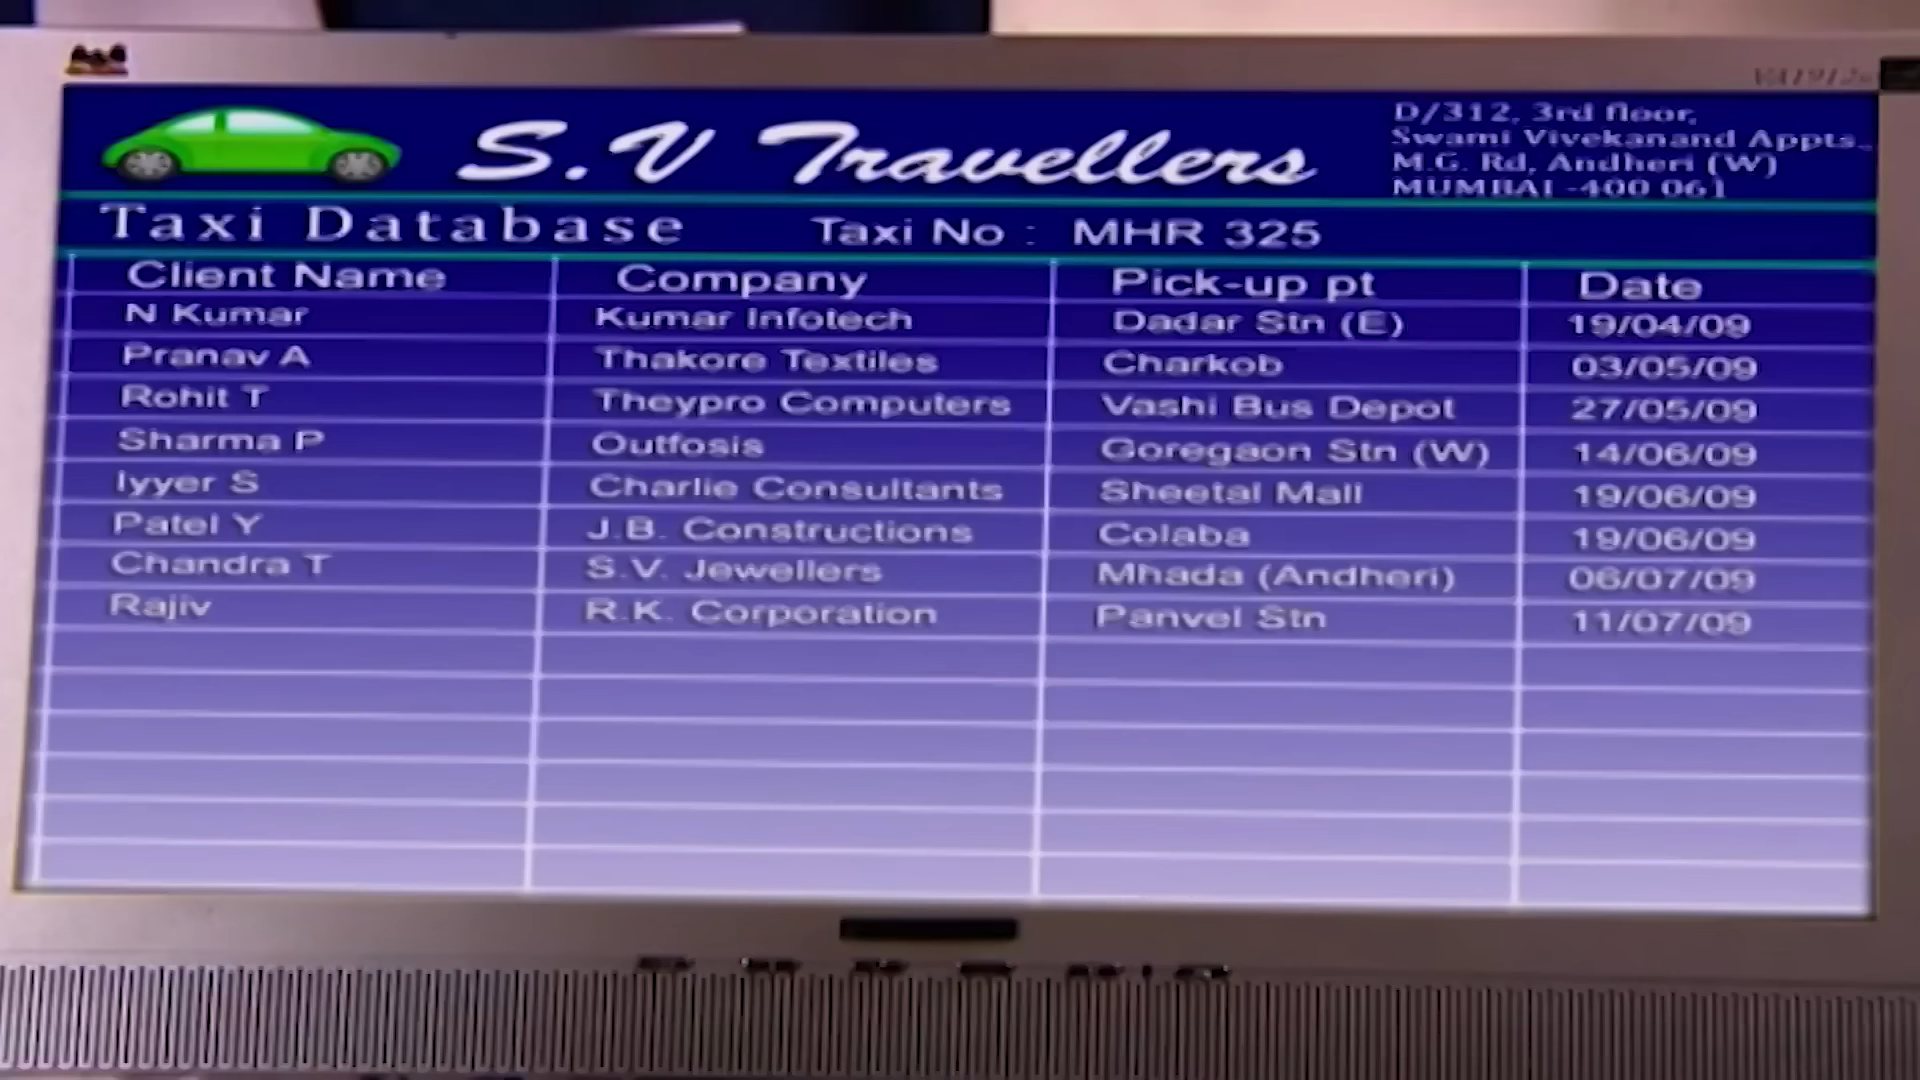 S.V Travellers
D/312, 3rd floor,
Swami Vivekanand Appts.,
M.G. Rd, Andheri (W)
MUMBAI -400 061
Taxi Database Taxi No : MHR 325
Client Name Company Pick-up pt Date
N Kumar Kumar Infotech Dadar Stn (E) 19/04/09
Pranav A Thakore Textiles Charkob 03/05/09
Rohit T Theypro Computers Vashi Bus Depot 27/05/09
Sharma P Outfosis Goregaon Stn (W) 14/06/09
Iyyer S Charlie Consultants Sheetal Mall 19/06/09
Patel Y J.B. Constructions Colaba 19/06/09
Chandra T S.V. Jewellers Mhada (Andheri) 06/07/09
Rajiv R.K. Corporation Panvel Stn 11/07/09